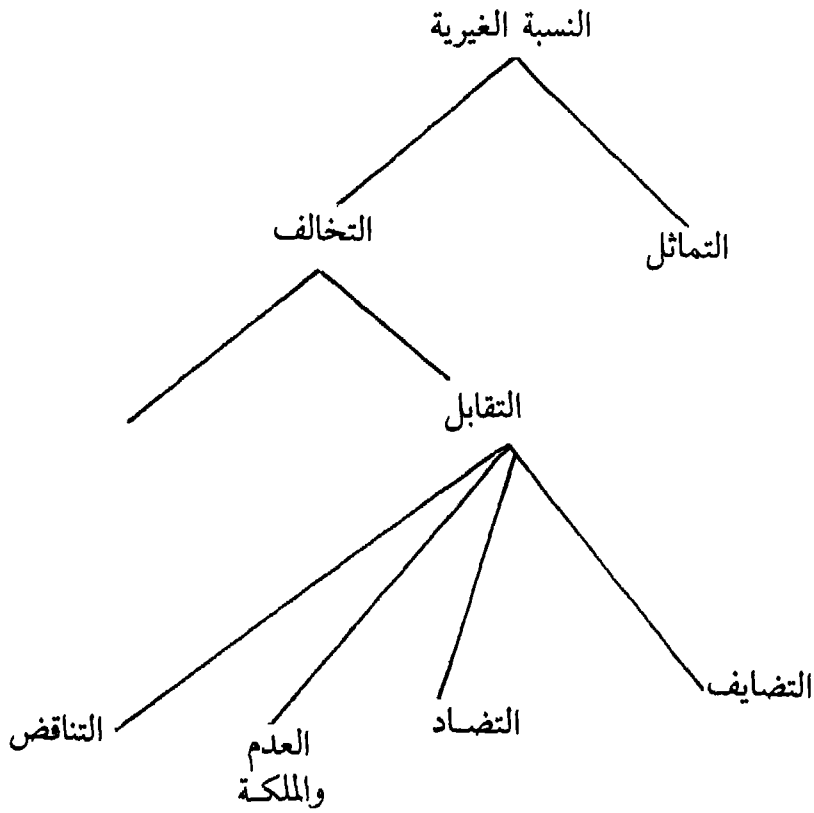 النسبة الغيرية
التخالف
التماثل
التقابل
التضايف
التضاد
العدم
والملكة
التناقض